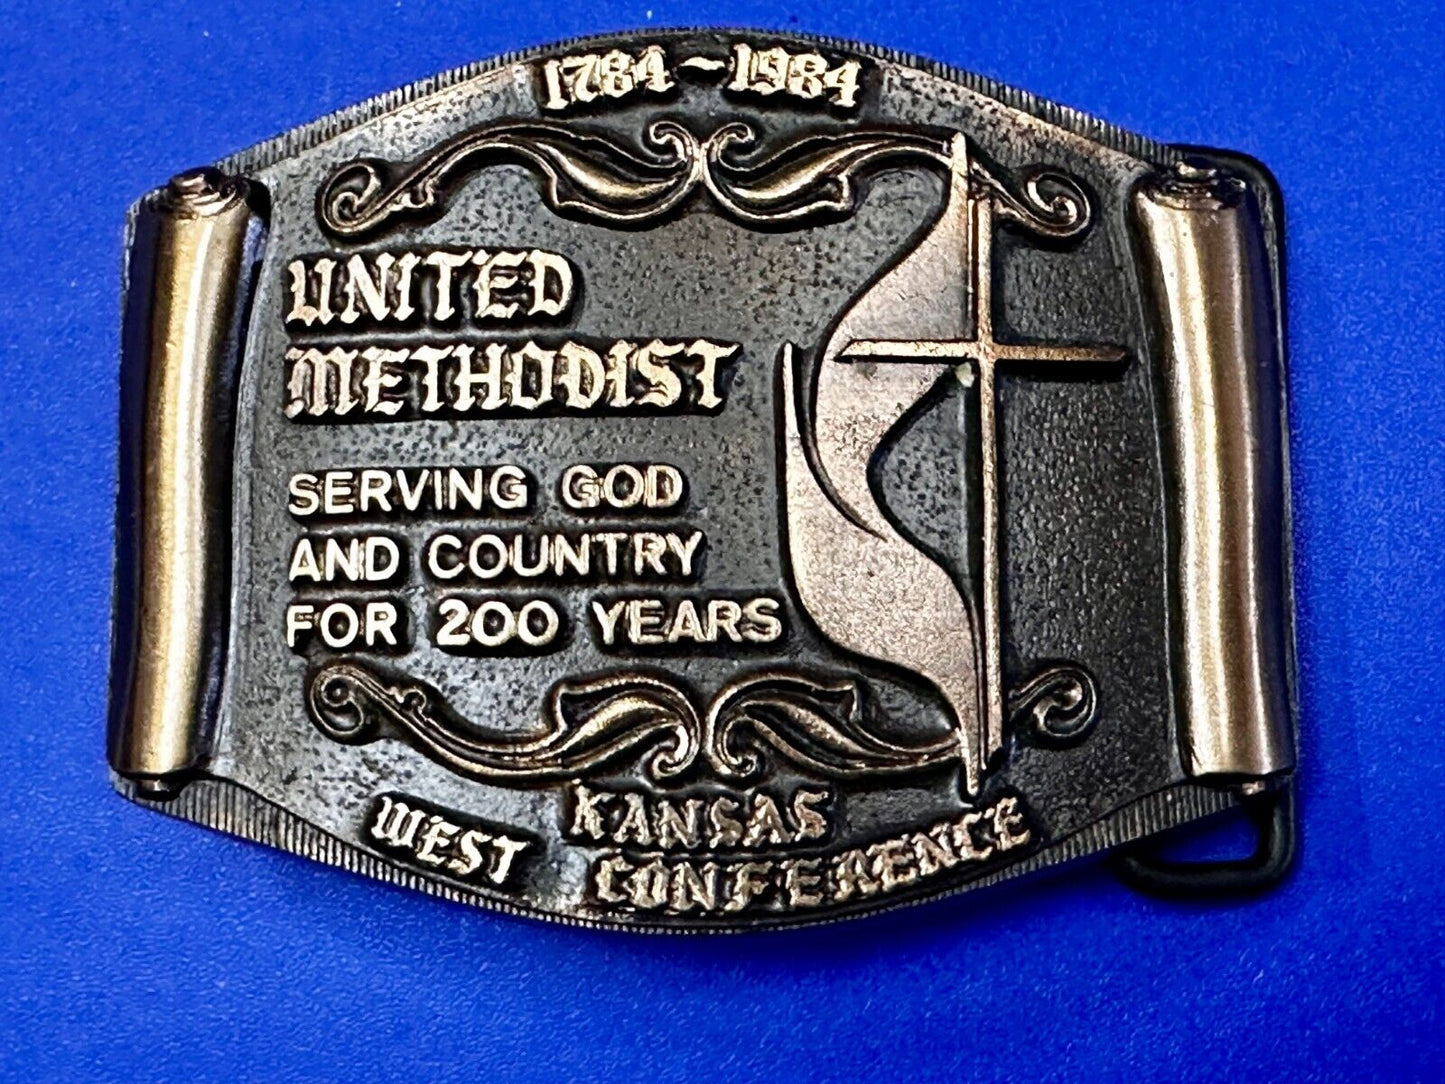 1784~1984
UNITED
METHODIST
SERVING GOD
AND COUNTRY
FOR 200 YEARS
WEST KANSAS
CONFERENCE